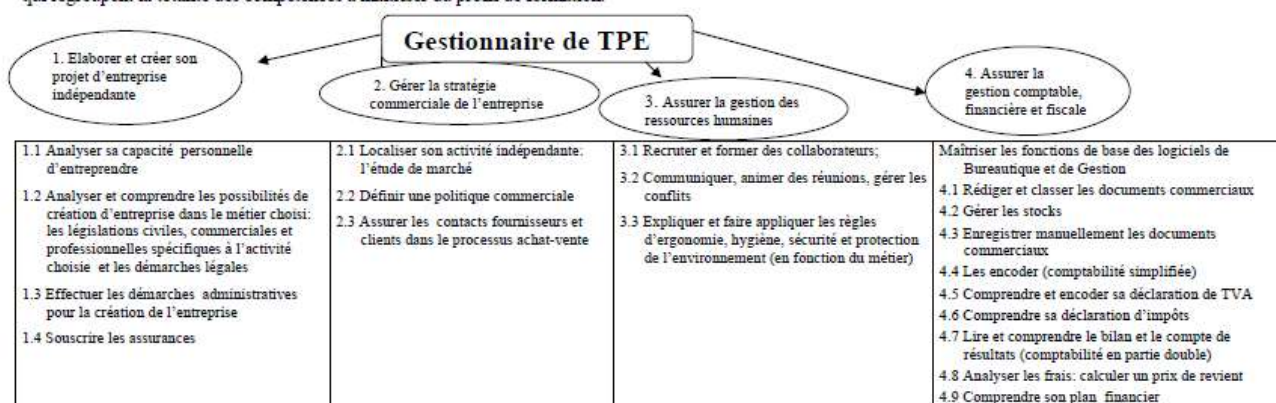 qui regroupent la totalité des compétences à maîtriser du profil de formation.
Gestionnaire de TPE
1. Elaborer et créer son
projet d’entreprise
indépendante
2. Gérer la stratégie
commerciale de l’entreprise
3. Assurer la gestion des
ressources humaines
4. Assurer la
gestion comptable,
financière et fiscale
1.1 Analyser sa capacité personnelle
d’entreprendre
1.2 Analyser et comprendre les possibilités de
création d’entreprise dans le métier choisi:
les législations civiles, commerciales et
professionnelles spécifiques à l’activité
choisie et les démarches légales
1.3 Effectuer les démarches administratives
pour la création de l’entreprise
1.4 Souscrire les assurances
2.1 Localiser son activité indépendante:
l’étude de marché
2.2 Définir une politique commerciale
2.3 Assurer les contacts fournisseurs et
clients dans le processus achat-vente
3.1 Recruter et former des collaborateurs;
3.2 Communiquer, animer des réunions, gérer les
conflits
3.3 Expliquer et faire appliquer les règles
d’ergonomie, hygiène, sécurité et protection
de l’environnement (en fonction du métier)
Maîtriser les fonctions de base des logiciels de
Bureautique et de Gestion
4.1 Rédiger et classer les documents commerciaux
4.2 Gérer les stocks
4.3 Enregistrer manuellement les documents
commerciaux
4.4 Les encoder (comptabilité simplifiée)
4.5 Comprendre et encoder sa déclaration de TVA
4.6 Comprendre sa déclaration d’impôts
4.7 Lire et comprendre le bilan et le compte de
résultats (comptabilité en partie double)
4.8 Analyser les frais: calculer un prix de revient
4.9 Comprendre son plan financier